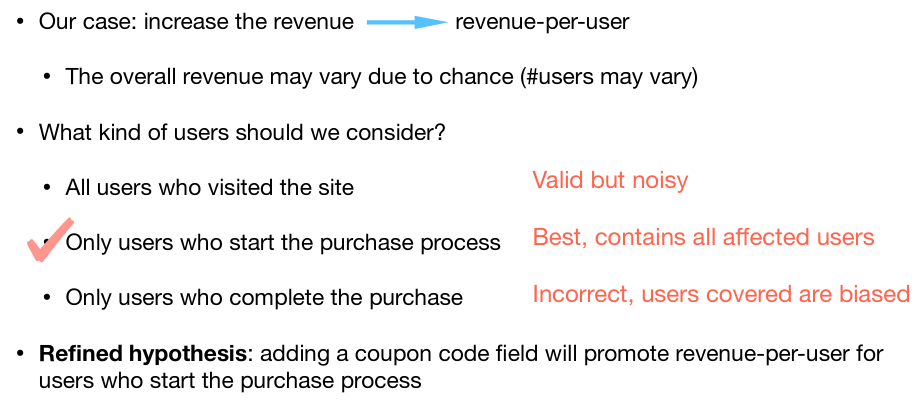 • Our case: increase the revenue revenue-per-user
• The overall revenue may vary due to chance (#users may vary)
• What kind of users should we consider?
• All users who visited the site Valid but noisy
• Only users who start the purchase process Best, contains all affected users
• Only users who complete the purchase Incorrect, users covered are biased
• Refined hypothesis: adding a coupon code field will promote revenue-per-user for
users who start the purchase process